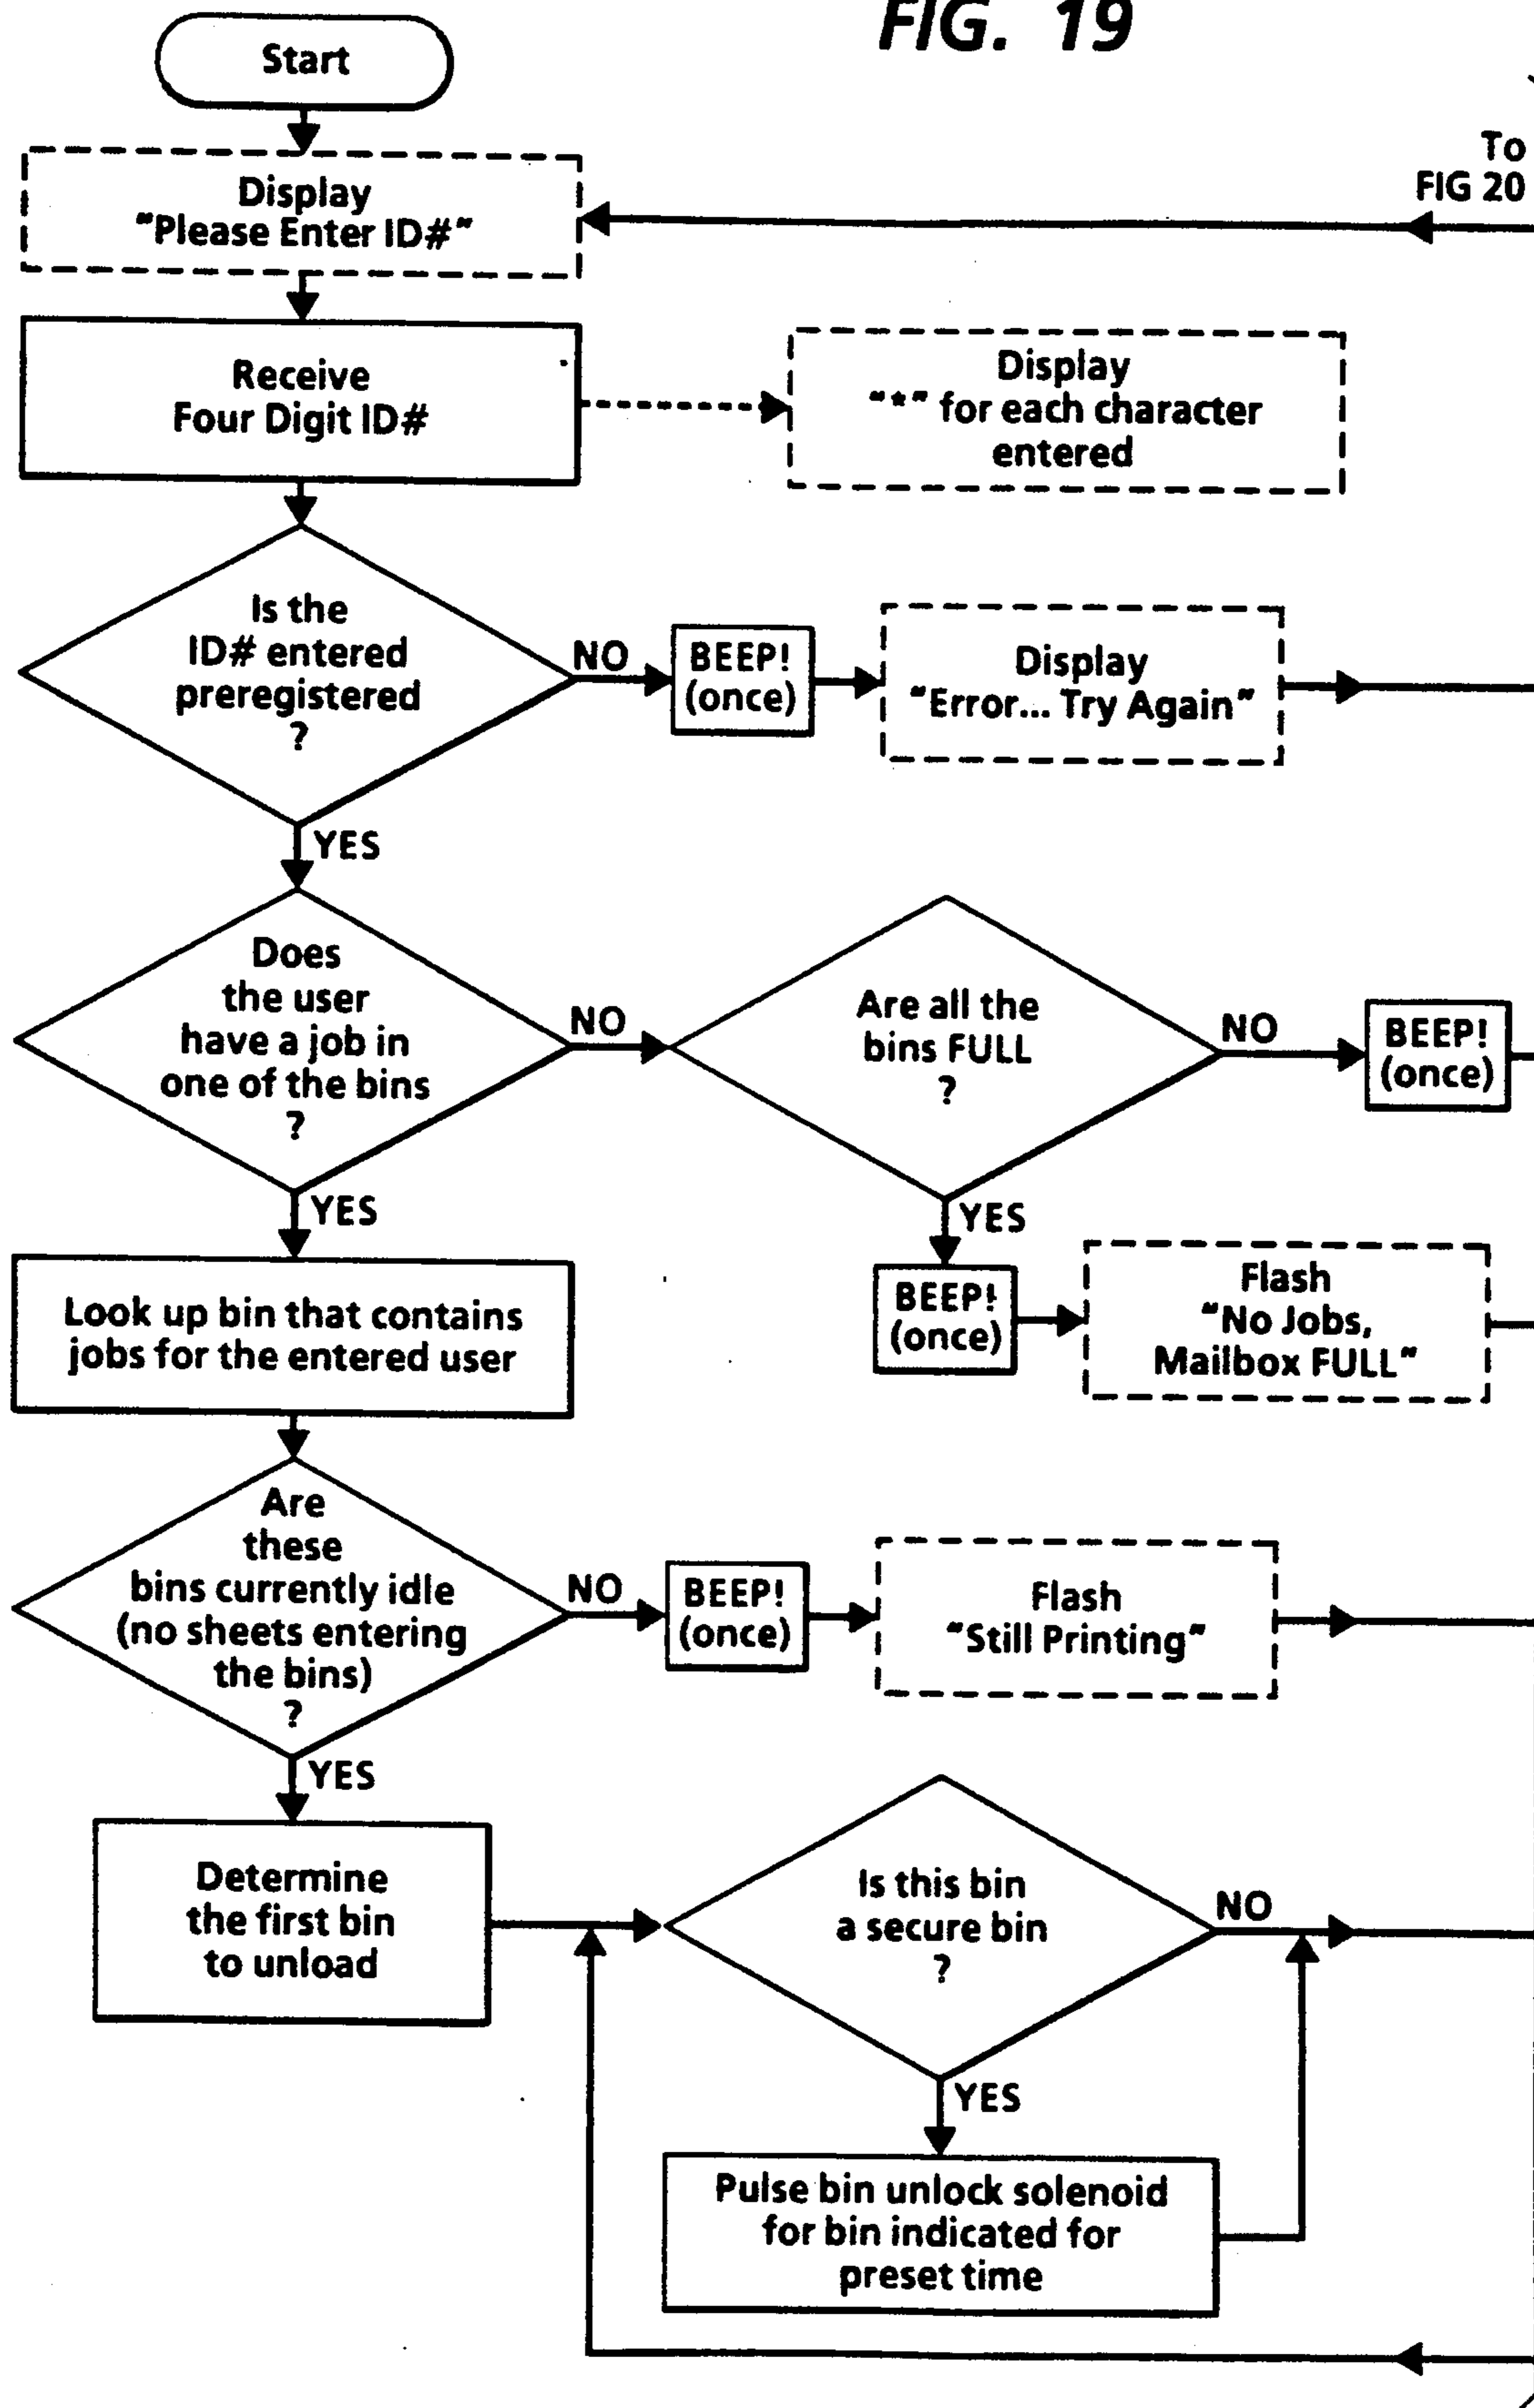 FIG. 19
Start
To
FIG 20
Display
"Please Enter ID#"
Receive
Four Digit ID#
Display
"*" for each character
entered
Is the
ID# entered
preregistered
?
NO
BEEP!
(once)
Display
"Error... Try Again"
YES
Does
the user
have a job in
one of the bins
?
NO
Are all the
bins FULL
?
NO
BEEP!
(once)
YES
YES
BEEP!
(once)
Flash
"No Jobs,
Mailbox FULL"
Look up bin that contains
jobs for the entered user
Are
these
bins currently idle
(no sheets entering
the bins)
?
NO
BEEP!
(once)
Flash
"Still Printing"
YES
Determine
the first bin
to unload
Is this bin
a secure bin
?
NO
YES
Pulse bin unlock solenoid
for bin indicated for
preset time